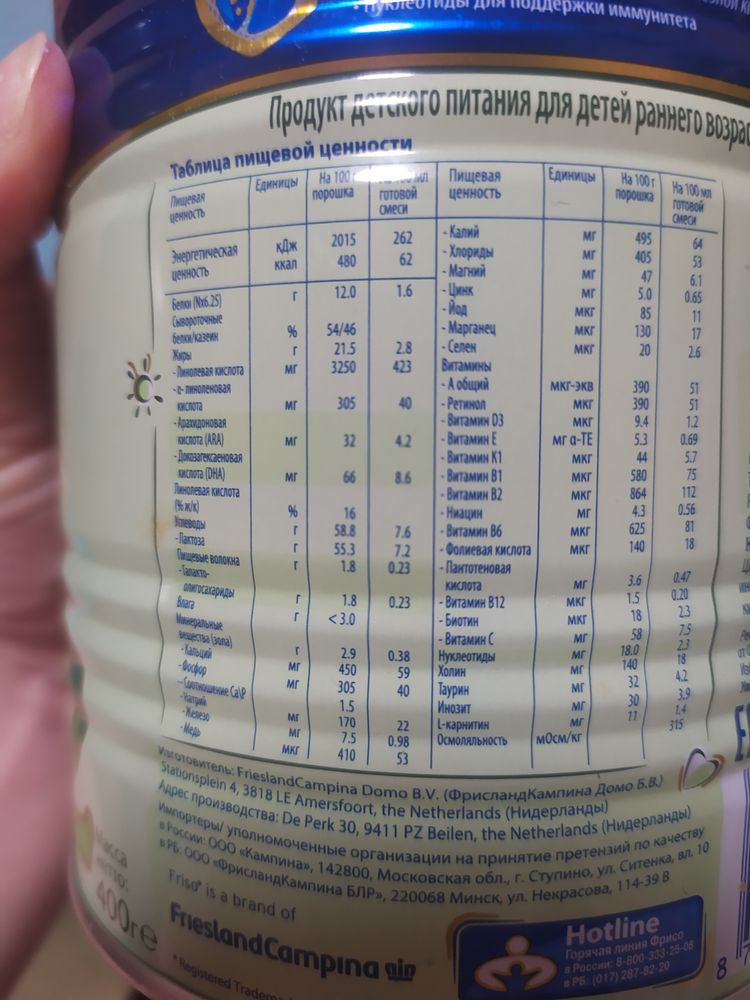 Нуклеотиды для поддержки иммунитета
Продукт детского питания для детей раннего
Таблица пищевой ценности
Пищевая ценность Единицы На 100 г порошка На 100 мл готовой смеси
Энергетическая ценность кДж 2015 262
ккал 480 62
Белки (Nx6.25) г 12.0 1.6
Сывороточные белки/казеин % 54/46
Жиры г 21.5 2.8
- Линолевая кислота мг 3250 423
- α- линоленовая кислота мг 305 40
- Арахидоновая кислота (ARA) мг 32 4.2
- Докозагексаеновая кислота (DHA) мг 66 8.6
Линолевая кислота (% ж/к) % 16
Углеводы г 58.8 7.6
- Лактоза г 55.3 7.2
Пищевые волокна г 1.8 0.23
- Галакто-олигосахариды г 1.8 0.23
Влага г < 3.0
Минеральные вещества (зола) г 2.9 0.38
- Кальций мг 450 59
- Фосфор мг 305 40
- Соотношение Ca\P 1.5
- Натрий мг 170 22
- Железо мг 7.5 0.98
- Медь мкг 410 53
Пищевая ценность Единицы На 100 г порошка На 100 мл готовой смеси
- Калий мг 495 64
- Хлориды мг 405 53
- Магний мг 47 6.1
- Цинк мг 5.0 0.65
- Йод мкг 85 11
- Марганец мкг 130 17
- Селен мкг 20 2.6
Витамины
- А общий мкг-экв 390 51
- Ретинол мкг 390 51
- Витамин D3 мкг 9.4 1.2
- Витамин Е мг α-ТЕ 5.3 0.69
- Витамин К1 мкг 44 5.7
- Витамин В1 мкг 580 75
- Витамин В2 мкг 864 112
- Ниацин мг 4.3 0.56
- Витамин В6 мкг 625 81
- Фолиевая кислота мкг 140 18
- Пантотеновая кислота мг 3.6 0.47
- Витамин В12 мкг 1.5 0.20
- Биотин мкг 18 2.3
- Витамин С мг 58 7.5
Нуклеотиды мг 18.0 2.3
Холин мг 140 18
Таурин мг 32 4.2
Инозит мг 30 3.9
L-карнитин мг 11 1.4
Осмоляльность мОсм/кг 315
Изготовитель: FrieslandCampina Domo B.V. (ФрисландКампина Домо Б.В.)
Stationsplein 4, 3818 LE Amersfoort, the Netherlands (Нидерланды)
Адрес производства: De Perk 30, 9411 PZ Beilen, the Netherlands (Нидерланды)
Импортеры/ уполномоченные организации на принятие претензий по качеству
в России: ООО «Кампина», 142800, Московская обл., г. Ступино, ул. Ситенка, вл. 10
в РБ: ООО «ФрисландКампина БЛР», 220068 Минск, ул. Некрасова, 114-39 В
Масса нетто:
400г e
Friso® is a brand of
FrieslandCampina
* Registered
Hotline
Горячая линия Фрисо
в России: 8-800-333-25-08
в РБ: (017) 287-82-20
8